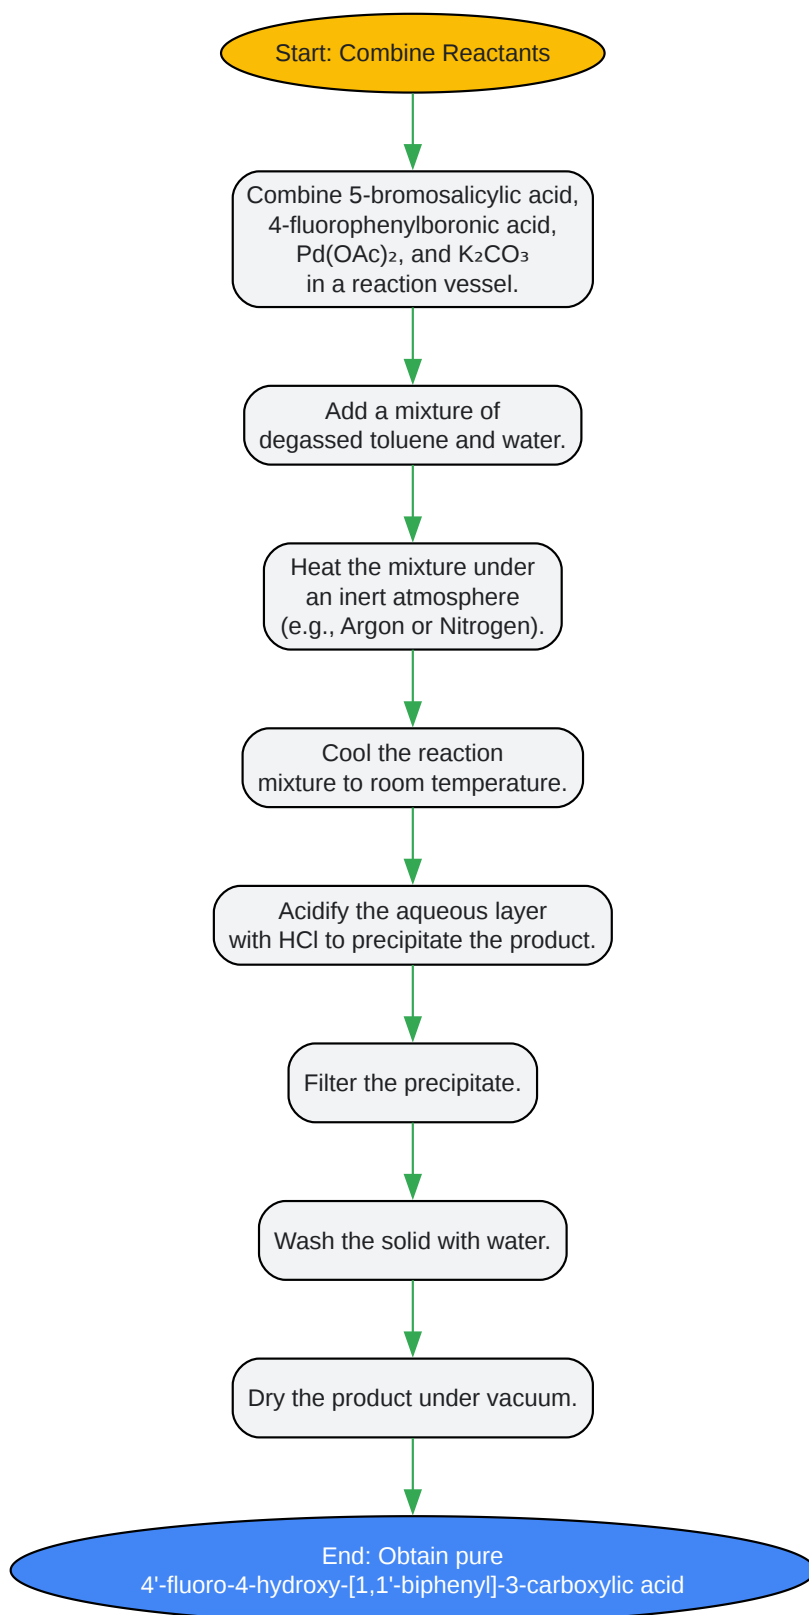 Start: Combine Reactants
Combine 5-bromosalicylic acid,
4-fluorophenylboronic acid,
Pd(OAc)₂, and K₂CO₃
in a reaction vessel.
Add a mixture of
degassed toluene and water.
Heat the mixture under
an inert atmosphere
(e.g., Argon or Nitrogen).
Cool the reaction
mixture to room temperature.
Acidify the aqueous layer
with HCl to precipitate the product.
Filter the precipitate.
Wash the solid with water.
Dry the product under vacuum.
End: Obtain pure
4'-fluoro-4-hydroxy-[1,1'-biphenyl]-3-carboxylic acid